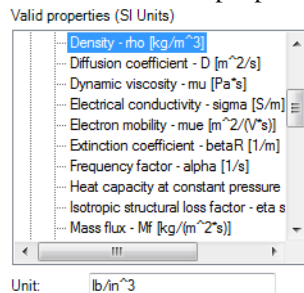 Valid properties (SI Units)
Density - rho [kg/m^3]
Diffusion coefficient - D [m^2/s]
Dynamic viscosity - mu [Pa*s]
Electrical conductivity - sigma [S/m]
Electron mobility - mue [m^2/(V*s)]
Extinction coefficient - betaR [1/m]
Frequency factor - alpha [1/s]
Heat capacity at constant pressure
Isotropic structural loss factor - eta s
Mass flux - Mf [kg/(m^2*s)]
Unit: lb/in^3